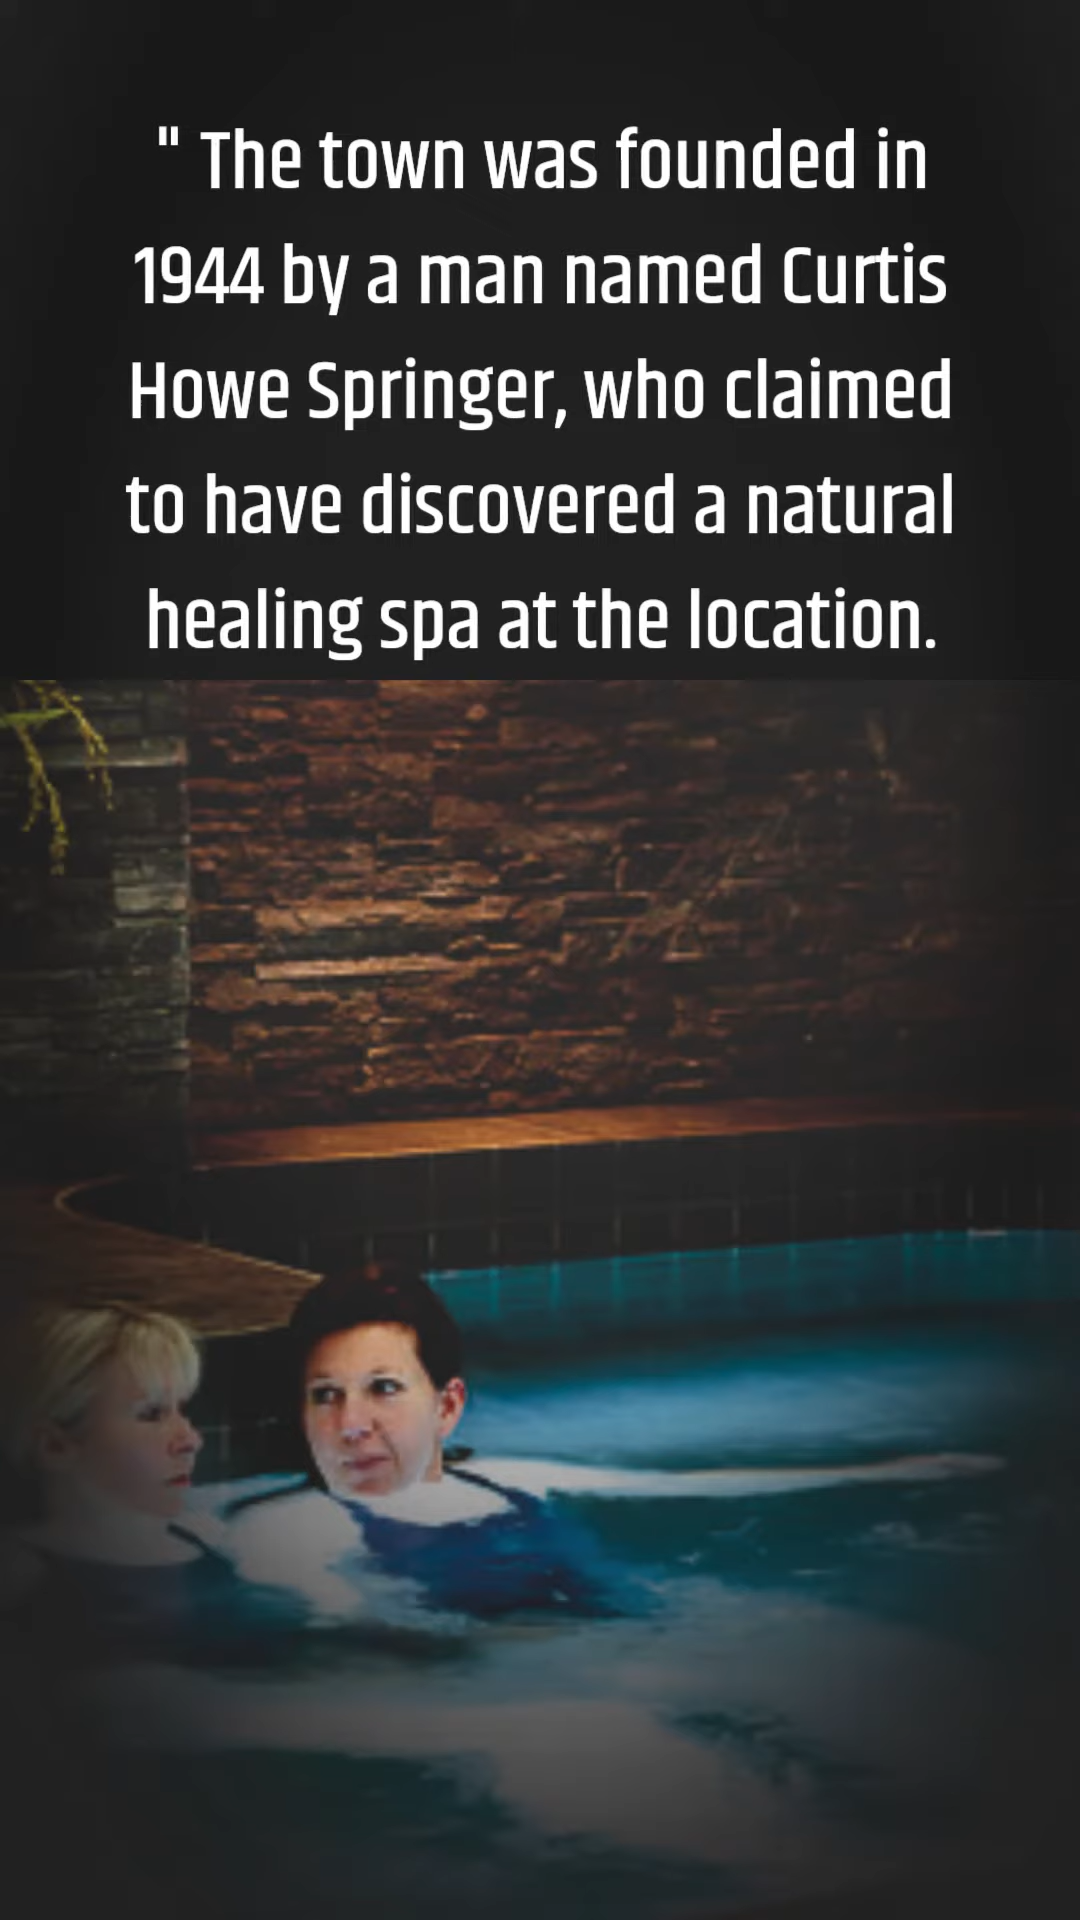 " The town was founded in
1944 by a man named Curtis
Howe Springer, who claimed
to have discovered a natural
healing spa at the location.